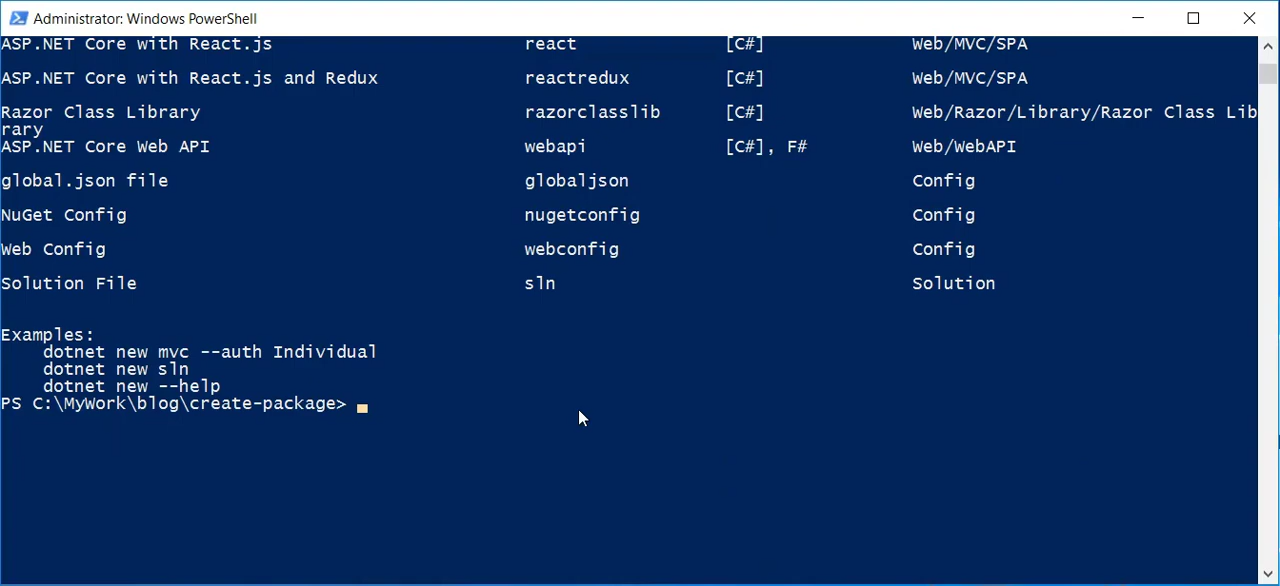 Administrator: Windows PowerShell
ASP.NET Core with React.js react [C#] Web/MVC/SPA
ASP.NET Core with React.js and Redux reactredux [C#] Web/MVC/SPA
Razor Class Library razorclasslib [C#] Web/Razor/Library/Razor Class Lib
rary
ASP.NET Core Web API webapi [C#], F# Web/WebAPI
global.json file globaljson Config
NuGet Config nugetconfig Config
Web Config webconfig Config
Solution File sln Solution
Examples:
dotnet new mvc --auth Individual
dotnet new sln
dotnet new --help
PS C:\MyWork\blog\create-package>